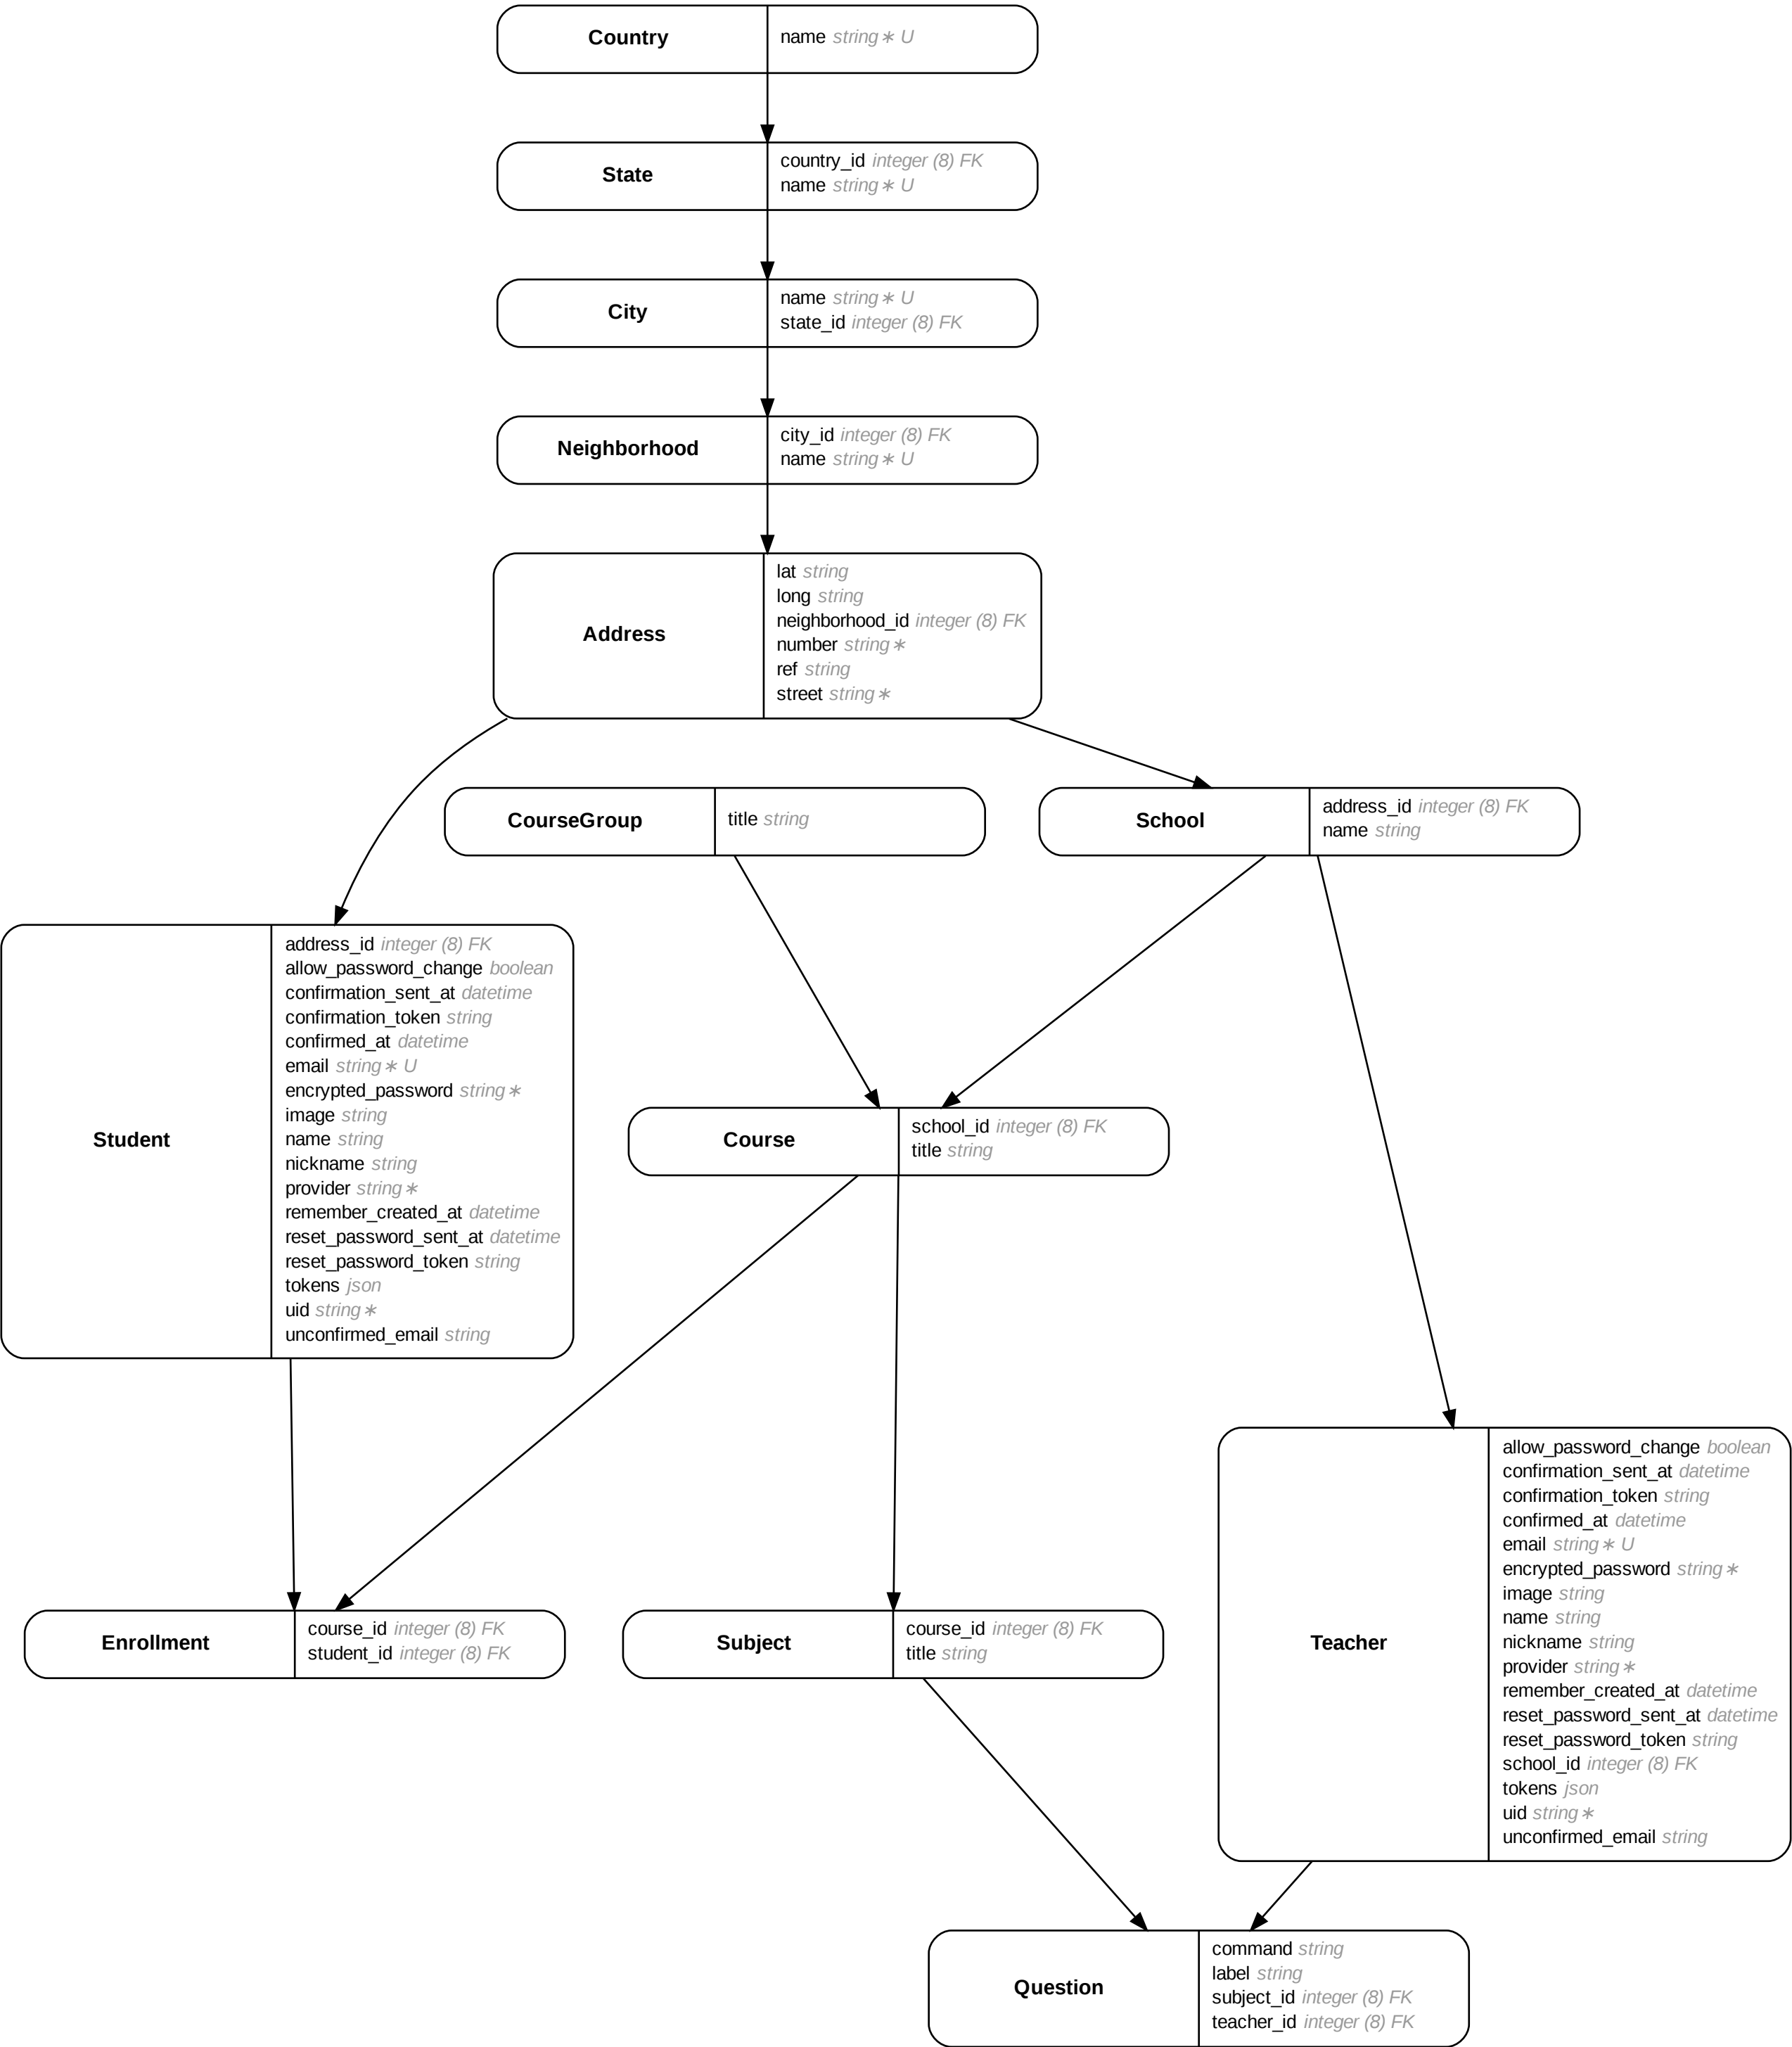 Country
name string∗ U
State
country_id integer (8) FK
name string∗ U
City
name string∗ U
state_id integer (8) FK
Neighborhood
city_id integer (8) FK
name string∗ U
Address
lat string
long string
neighborhood_id integer (8) FK
number string∗
ref string
street string∗
CourseGroup
title string
School
address_id integer (8) FK
name string
Student
address_id integer (8) FK
allow_password_change boolean
confirmation_sent_at datetime
confirmation_token string
confirmed_at datetime
email string∗ U
encrypted_password string∗
image string
name string
nickname string
provider string∗
remember_created_at datetime
reset_password_sent_at datetime
reset_password_token string
tokens json
uid string∗
unconfirmed_email string
Course
school_id integer (8) FK
title string
Enrollment
course_id integer (8) FK
student_id integer (8) FK
Subject
course_id integer (8) FK
title string
Teacher
allow_password_change boolean
confirmation_sent_at datetime
confirmation_token string
confirmed_at datetime
email string∗ U
encrypted_password string∗
image string
name string
nickname string
provider string∗
remember_created_at datetime
reset_password_sent_at datetime
reset_password_token string
school_id integer (8) FK
tokens json
uid string∗
unconfirmed_email string
Question
command string
label string
subject_id integer (8) FK
teacher_id integer (8) FK